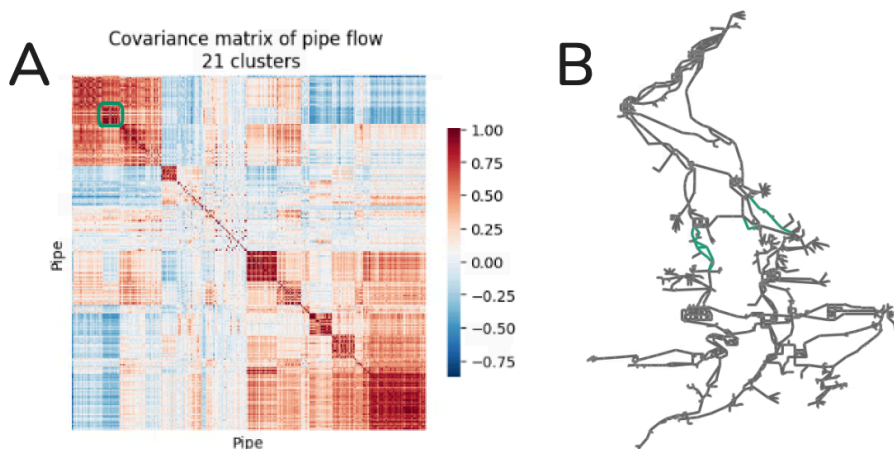 A
Covariance matrix of pipe flow
21 clusters
Pipe
Pipe
1.00
0.75
0.50
0.25
0.00
−0.25
−0.50
−0.75
B